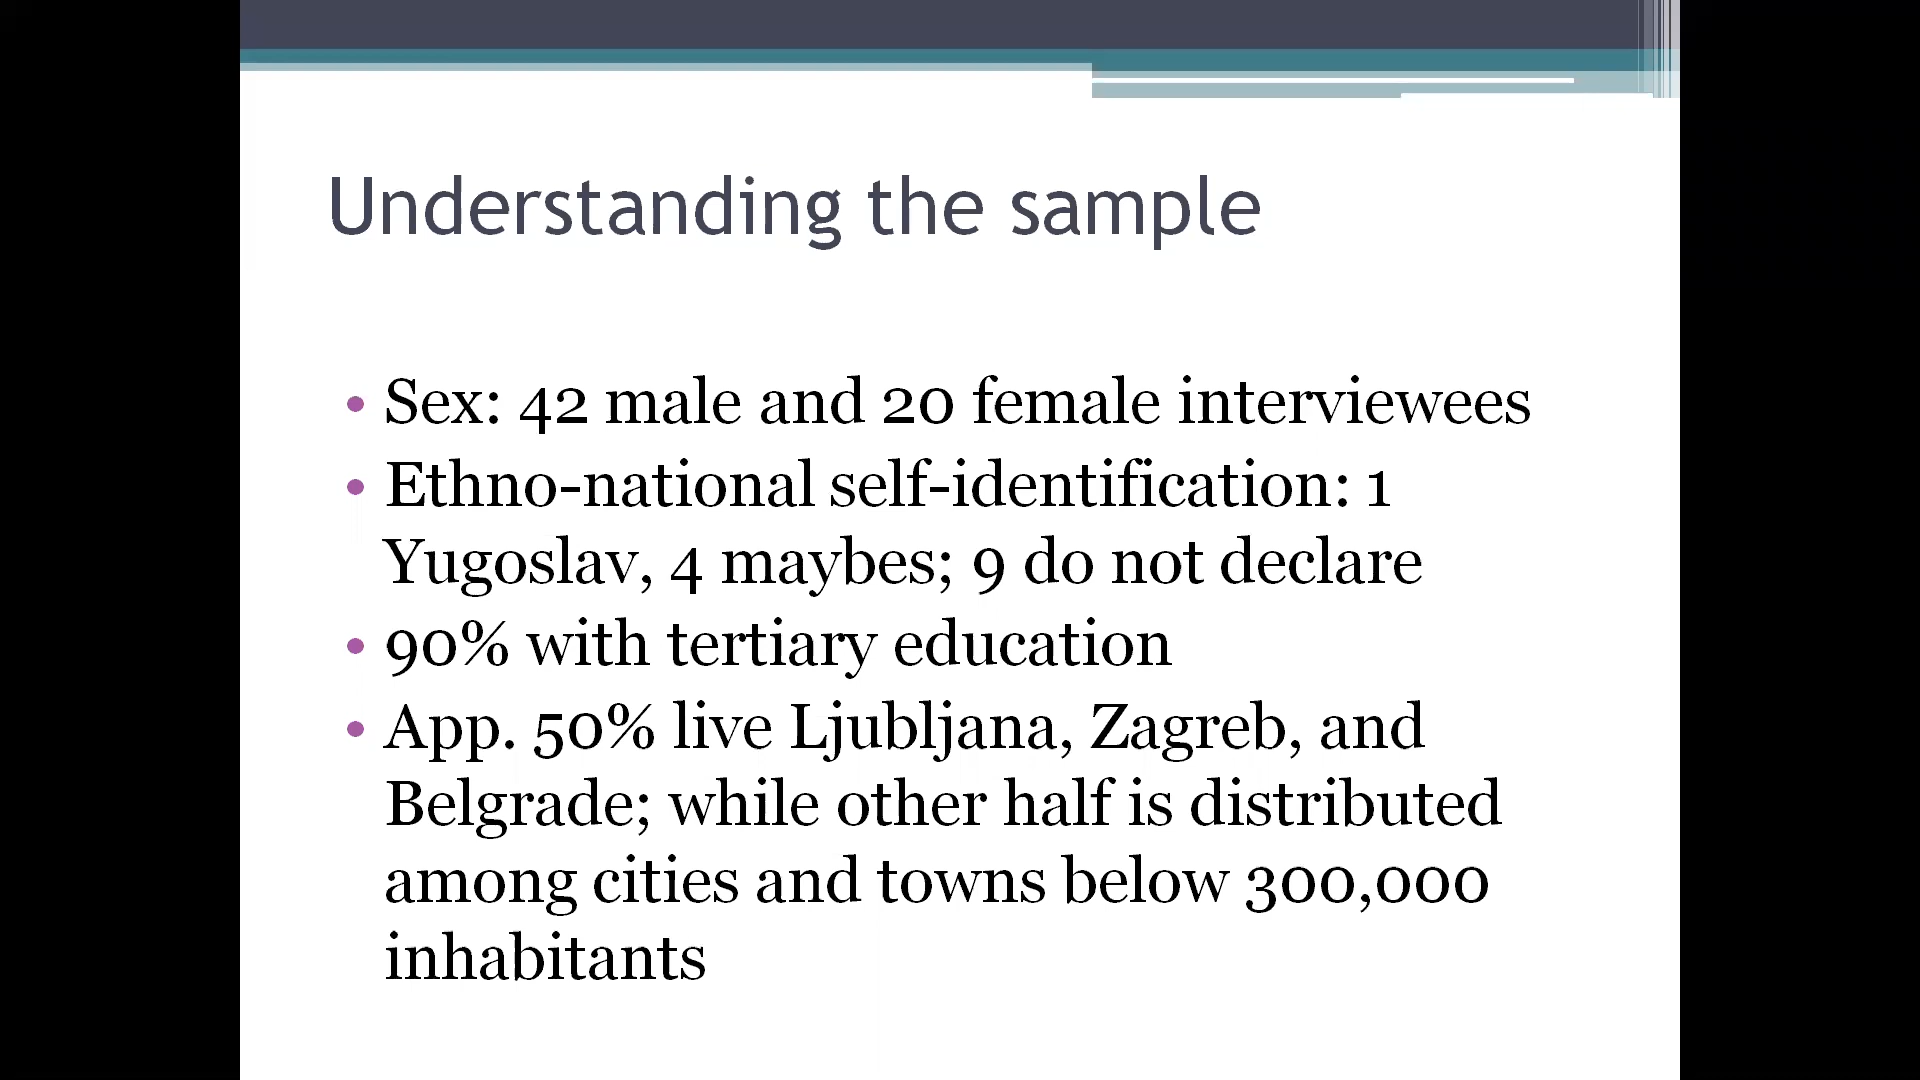 Understanding the sample
• Sex: 42 male and 20 female interviewees
• Ethno-national self-identification: 1
Yugoslav, 4 maybes; 9 do not declare
• 90% with tertiary education
• App. 50% live Ljubljana, Zagreb, and
Belgrade; while other half is distributed
among cities and towns below 300,000
inhabitants